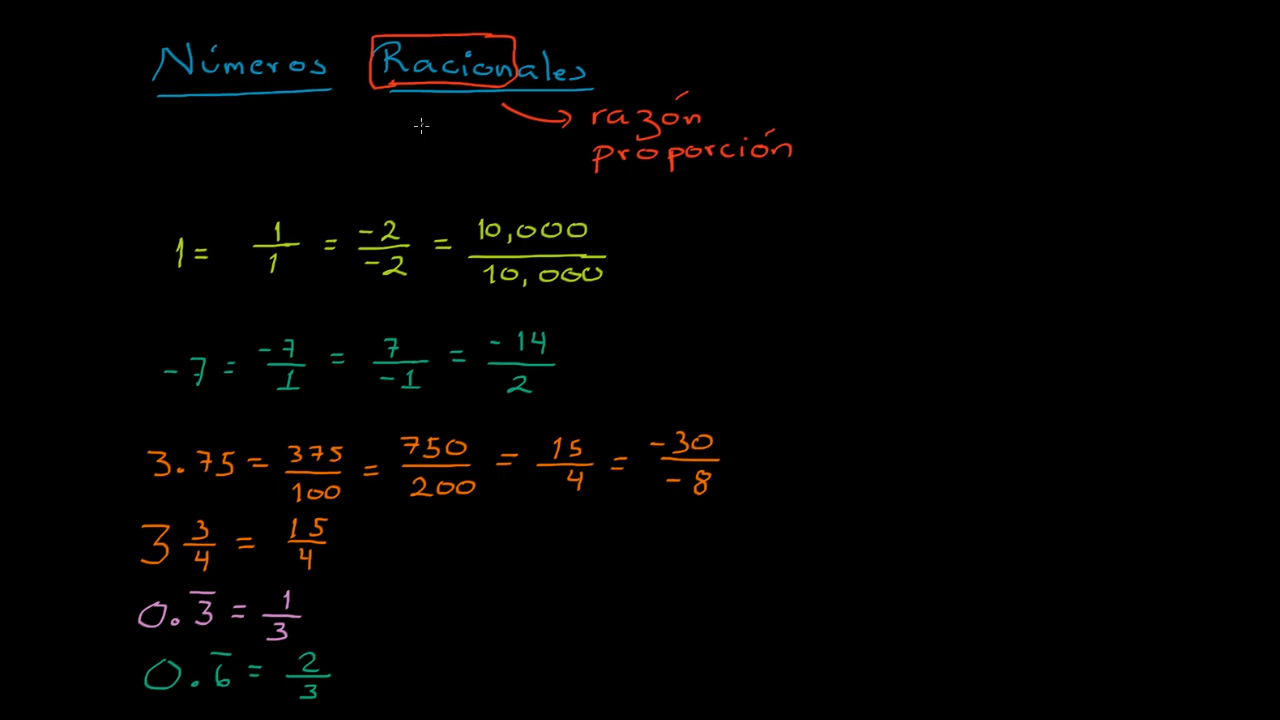 Números Racionales
razón
proporción
1 = 1/1 = -2/-2 = 10,000/10,000
-7 = -7/1 = 7/-1 = -14/2
3.75 = 375/100 = 750/200 = 15/4 = -30/-8
3 3/4 = 15/4
0.3̅ = 1/3
0.6̅ = 2/3